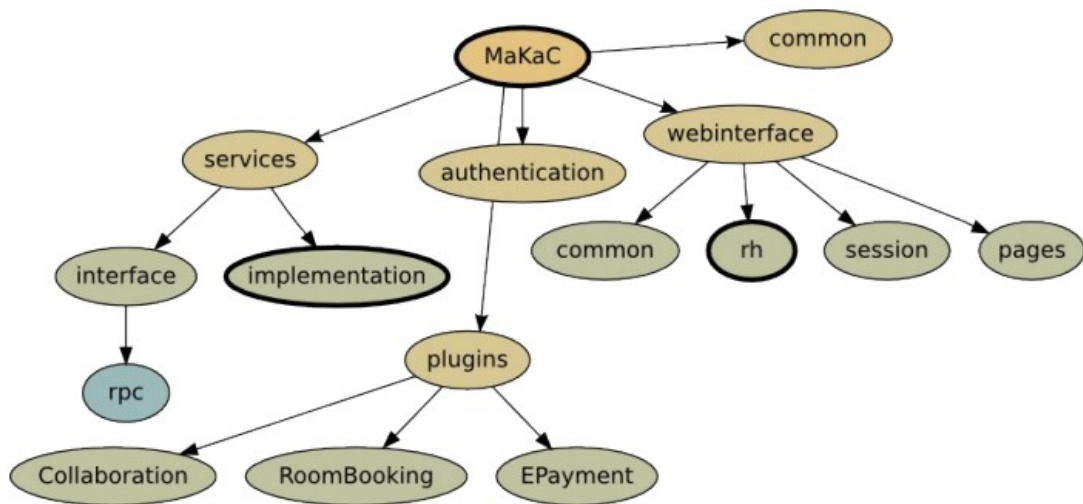 common
MaKaC
webinterface
services
authentication
common
rh
session
pages
interface
implementation
plugins
rpc
Collaboration
RoomBooking
EPayment